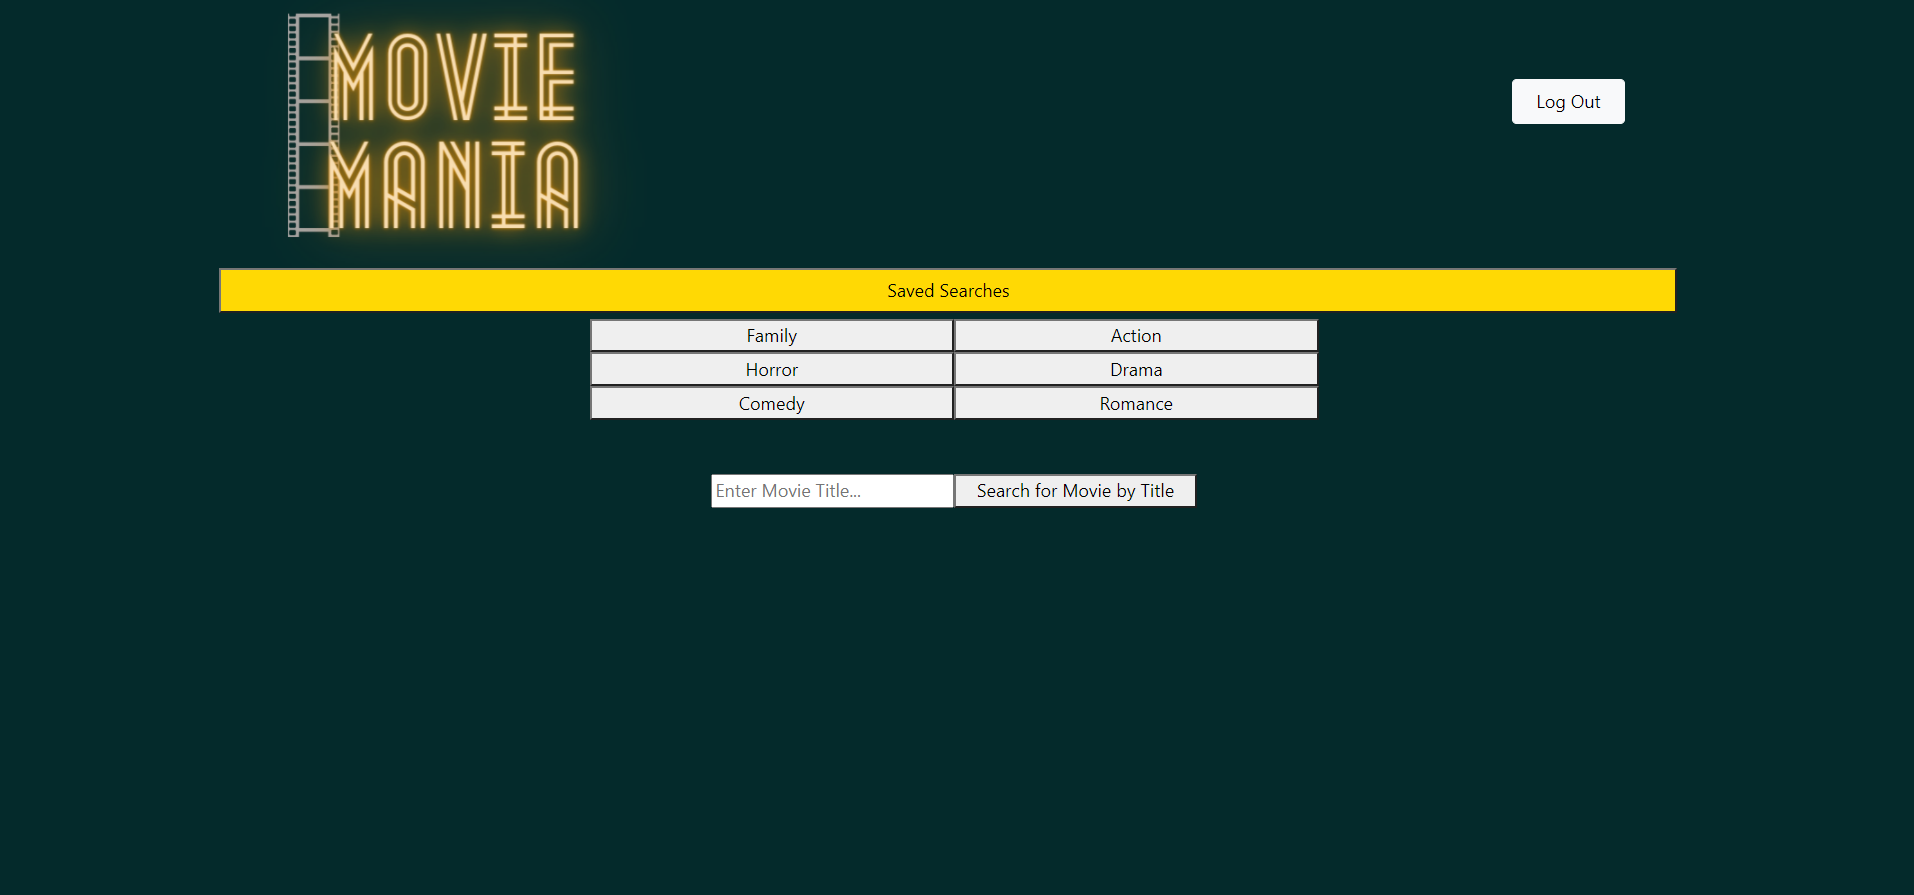 MOVIE
MANIA
Log Out
Saved Searches
Family
Action
Horror
Drama
Comedy
Romance
Enter Movie Title...
Search for Movie by Title